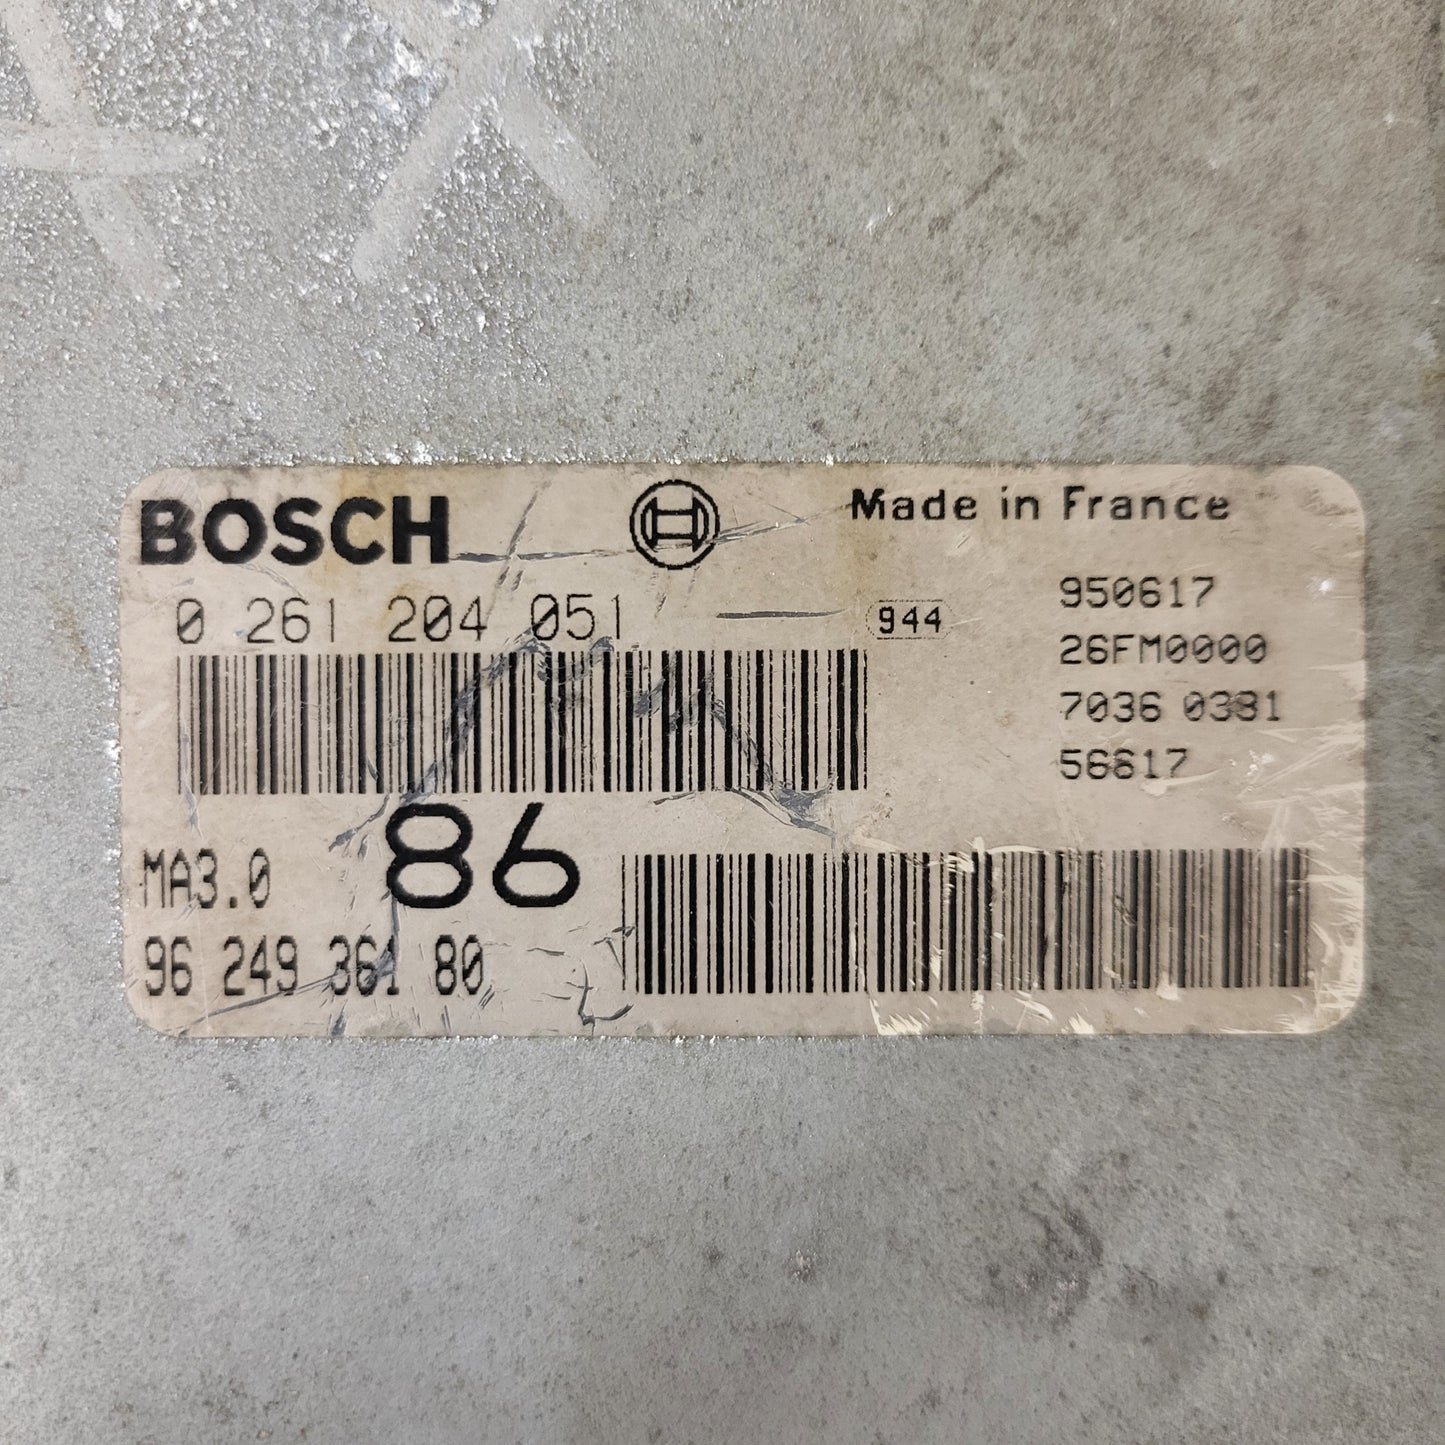 BOSCH
Made in France
0 261 204 051
944
950617
26FM0000
7036 0381
56617
MA3.0
86
96 249 361 80